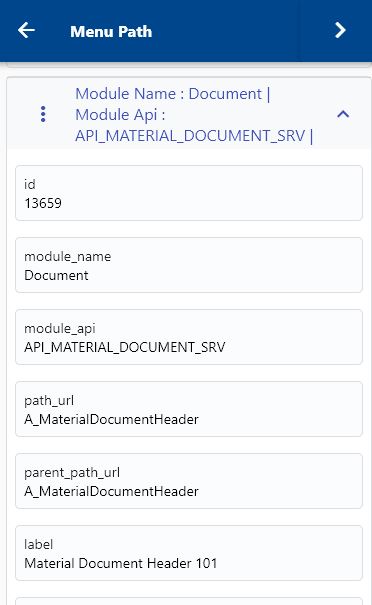 Menu Path
Module Name : Document |
Module Api :
API_MATERIAL_DOCUMENT_SRV |
id
13659
module_name
Document
module_api
API_MATERIAL_DOCUMENT_SRV
path_url
A_MaterialDocumentHeader
parent_path_url
A_MaterialDocumentHeader
label
Material Document Header 101